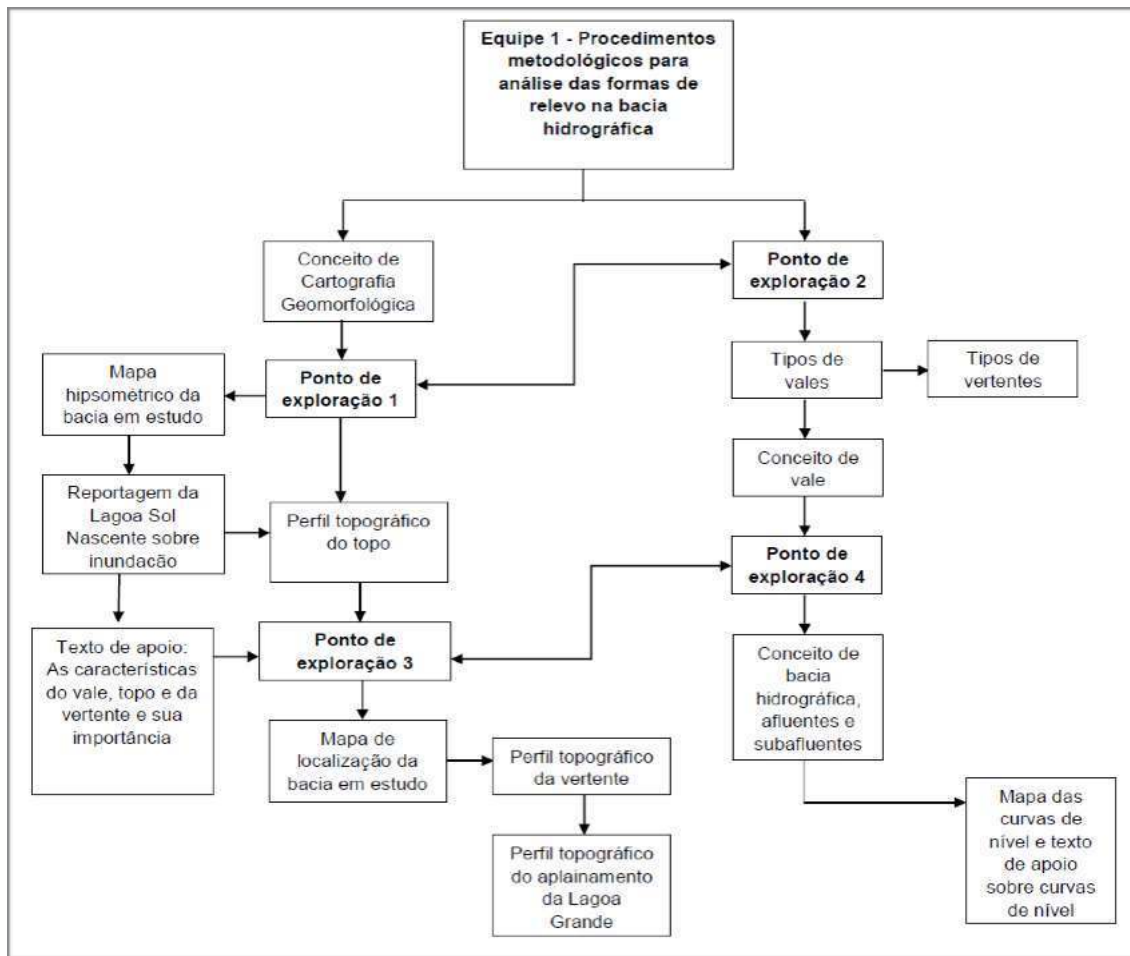 Equipe 1 - Procedimentos
metodológicos para
análise das formas de
relevo na bacia
hidrográfica
Conceito de
Cartografia
Geomorfológica
Ponto de
exploração 2
Mapa
hipsométrico da
bacia em estudo
Ponto de
exploração 1
Tipos de
vales
Tipos de
vertentes
Conceito de
vale
Reportagem da
Lagoa Sol
Nascente sobre
inundacão
Perfil topográfico
do topo
Ponto de
exploração 4
Texto de apoio:
As características
do vale, topo e da
vertente e sua
importância
Ponto de
exploração 3
Conceito de
bacia
hidrográfica,
afluentes e
subafluentes
Mapa de
localização da
bacia em estudo
Perfil topográfico
da vertente
Mapa das
curvas de
nível e texto
de apoio
sobre curvas
de nível
Perfil topográfico
do aplainamento
da Lagoa
Grande